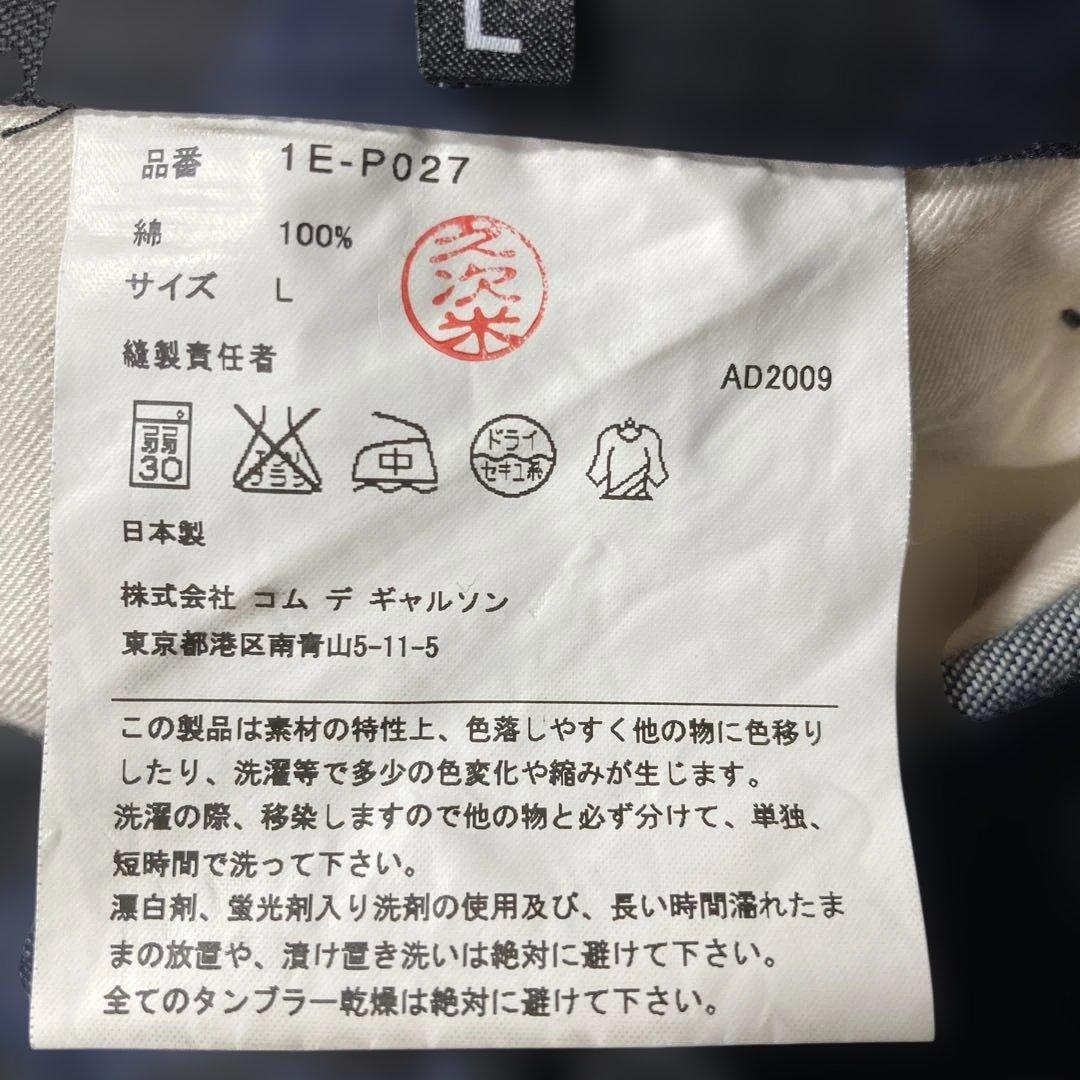 L
品番 1E-P027
綿 100%
サイズ L
久次米
縫製責任者
AD2009
弱
30
エンソ
フラン
中
ドライ
セキユ系
日本製
株式会社 コム デ ギャルソン
東京都港区南青山5-11-5
この製品は素材の特性上、色落しやすく他の物に色移り
したり、洗濯等で多少の色変化や縮みが生じます。
洗濯の際、移染しますので他の物と必ず分けて、単独、
短時間で洗って下さい。
漂白剤、蛍光剤入り洗剤の使用及び、長い時間濡れたま
まの放置や、漬け置き洗いは絶対に避けて下さい。
全てのタンブラー乾燥は絶対に避けて下さい。